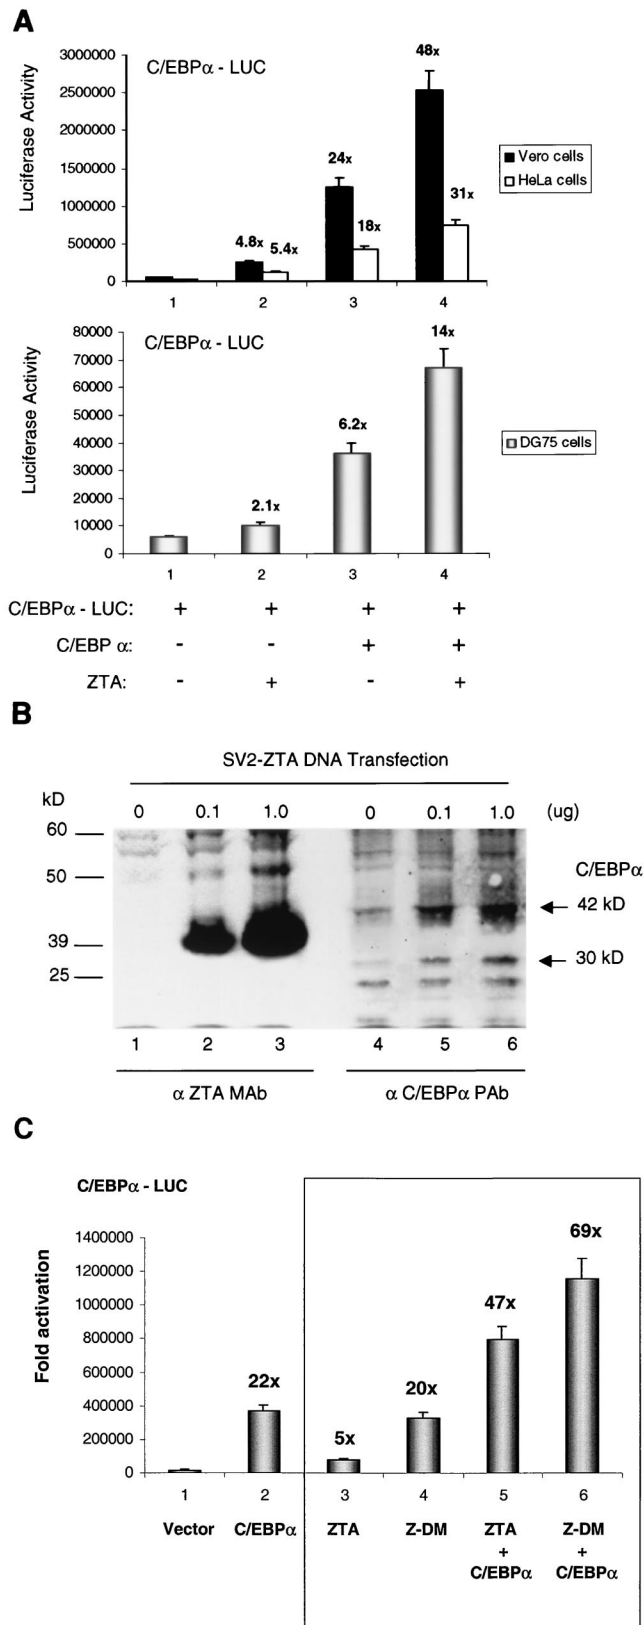 A
C/EBPα - LUC
Luciferase Activity
3000000
2500000
2000000
1500000
1000000
500000
0
4.8x
5.4x
24x
18x
48x
31x
1 2 3 4
Vero cells
HeLa cells
C/EBPα - LUC
Luciferase Activity
80000
70000
60000
50000
40000
30000
20000
10000
0
2.1x
6.2x
14x
1 2 3 4
DG75 cells
C/EBPα - LUC: + + + +
C/EBP α: - - + +
ZTA: - + - +
B
SV2-ZTA DNA Transfection
kD
0 0.1 1.0 0 0.1 1.0 (ug)
60
50
39
25
C/EBPα
42 kD
30 kD
1 2 3 4 5 6
α ZTA MAb α C/EBPα PAb
C
C/EBPα - LUC
Fold activation
1400000
1200000
1000000
800000
600000
400000
200000
0
22x
5x
20x
47x
69x
1 2 3 4 5 6
Vector C/EBPα ZTA Z-DM ZTA Z-DM
+ +
C/EBPα C/EBPα